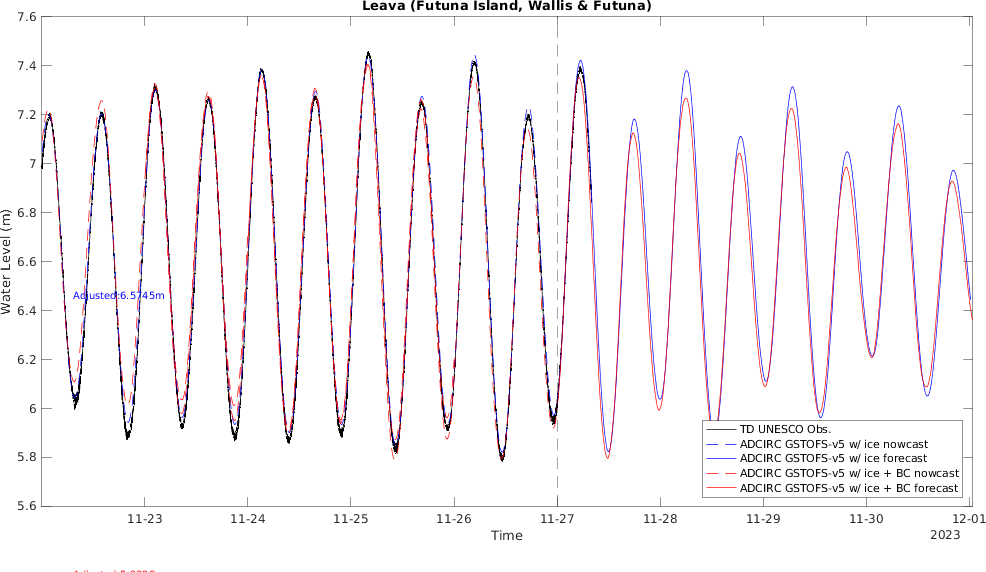 Leava (Futuna Island, Wallis & Futuna)
7.6
7.4
7.2
7
6.8
6.6
6.4
6.2
6
5.8
5.6
Water Level (m)
Adjusted:6.5745m
TD UNESCO Obs.
ADCIRC GSTOFS-v5 w/ ice nowcast
ADCIRC GSTOFS-v5 w/ ice forecast
ADCIRC GSTOFS-v5 w/ ice + BC nowcast
ADCIRC GSTOFS-v5 w/ ice + BC forecast
11-23 11-24 11-25 11-26 11-27 11-28 11-29 11-30 12-01
Time
2023